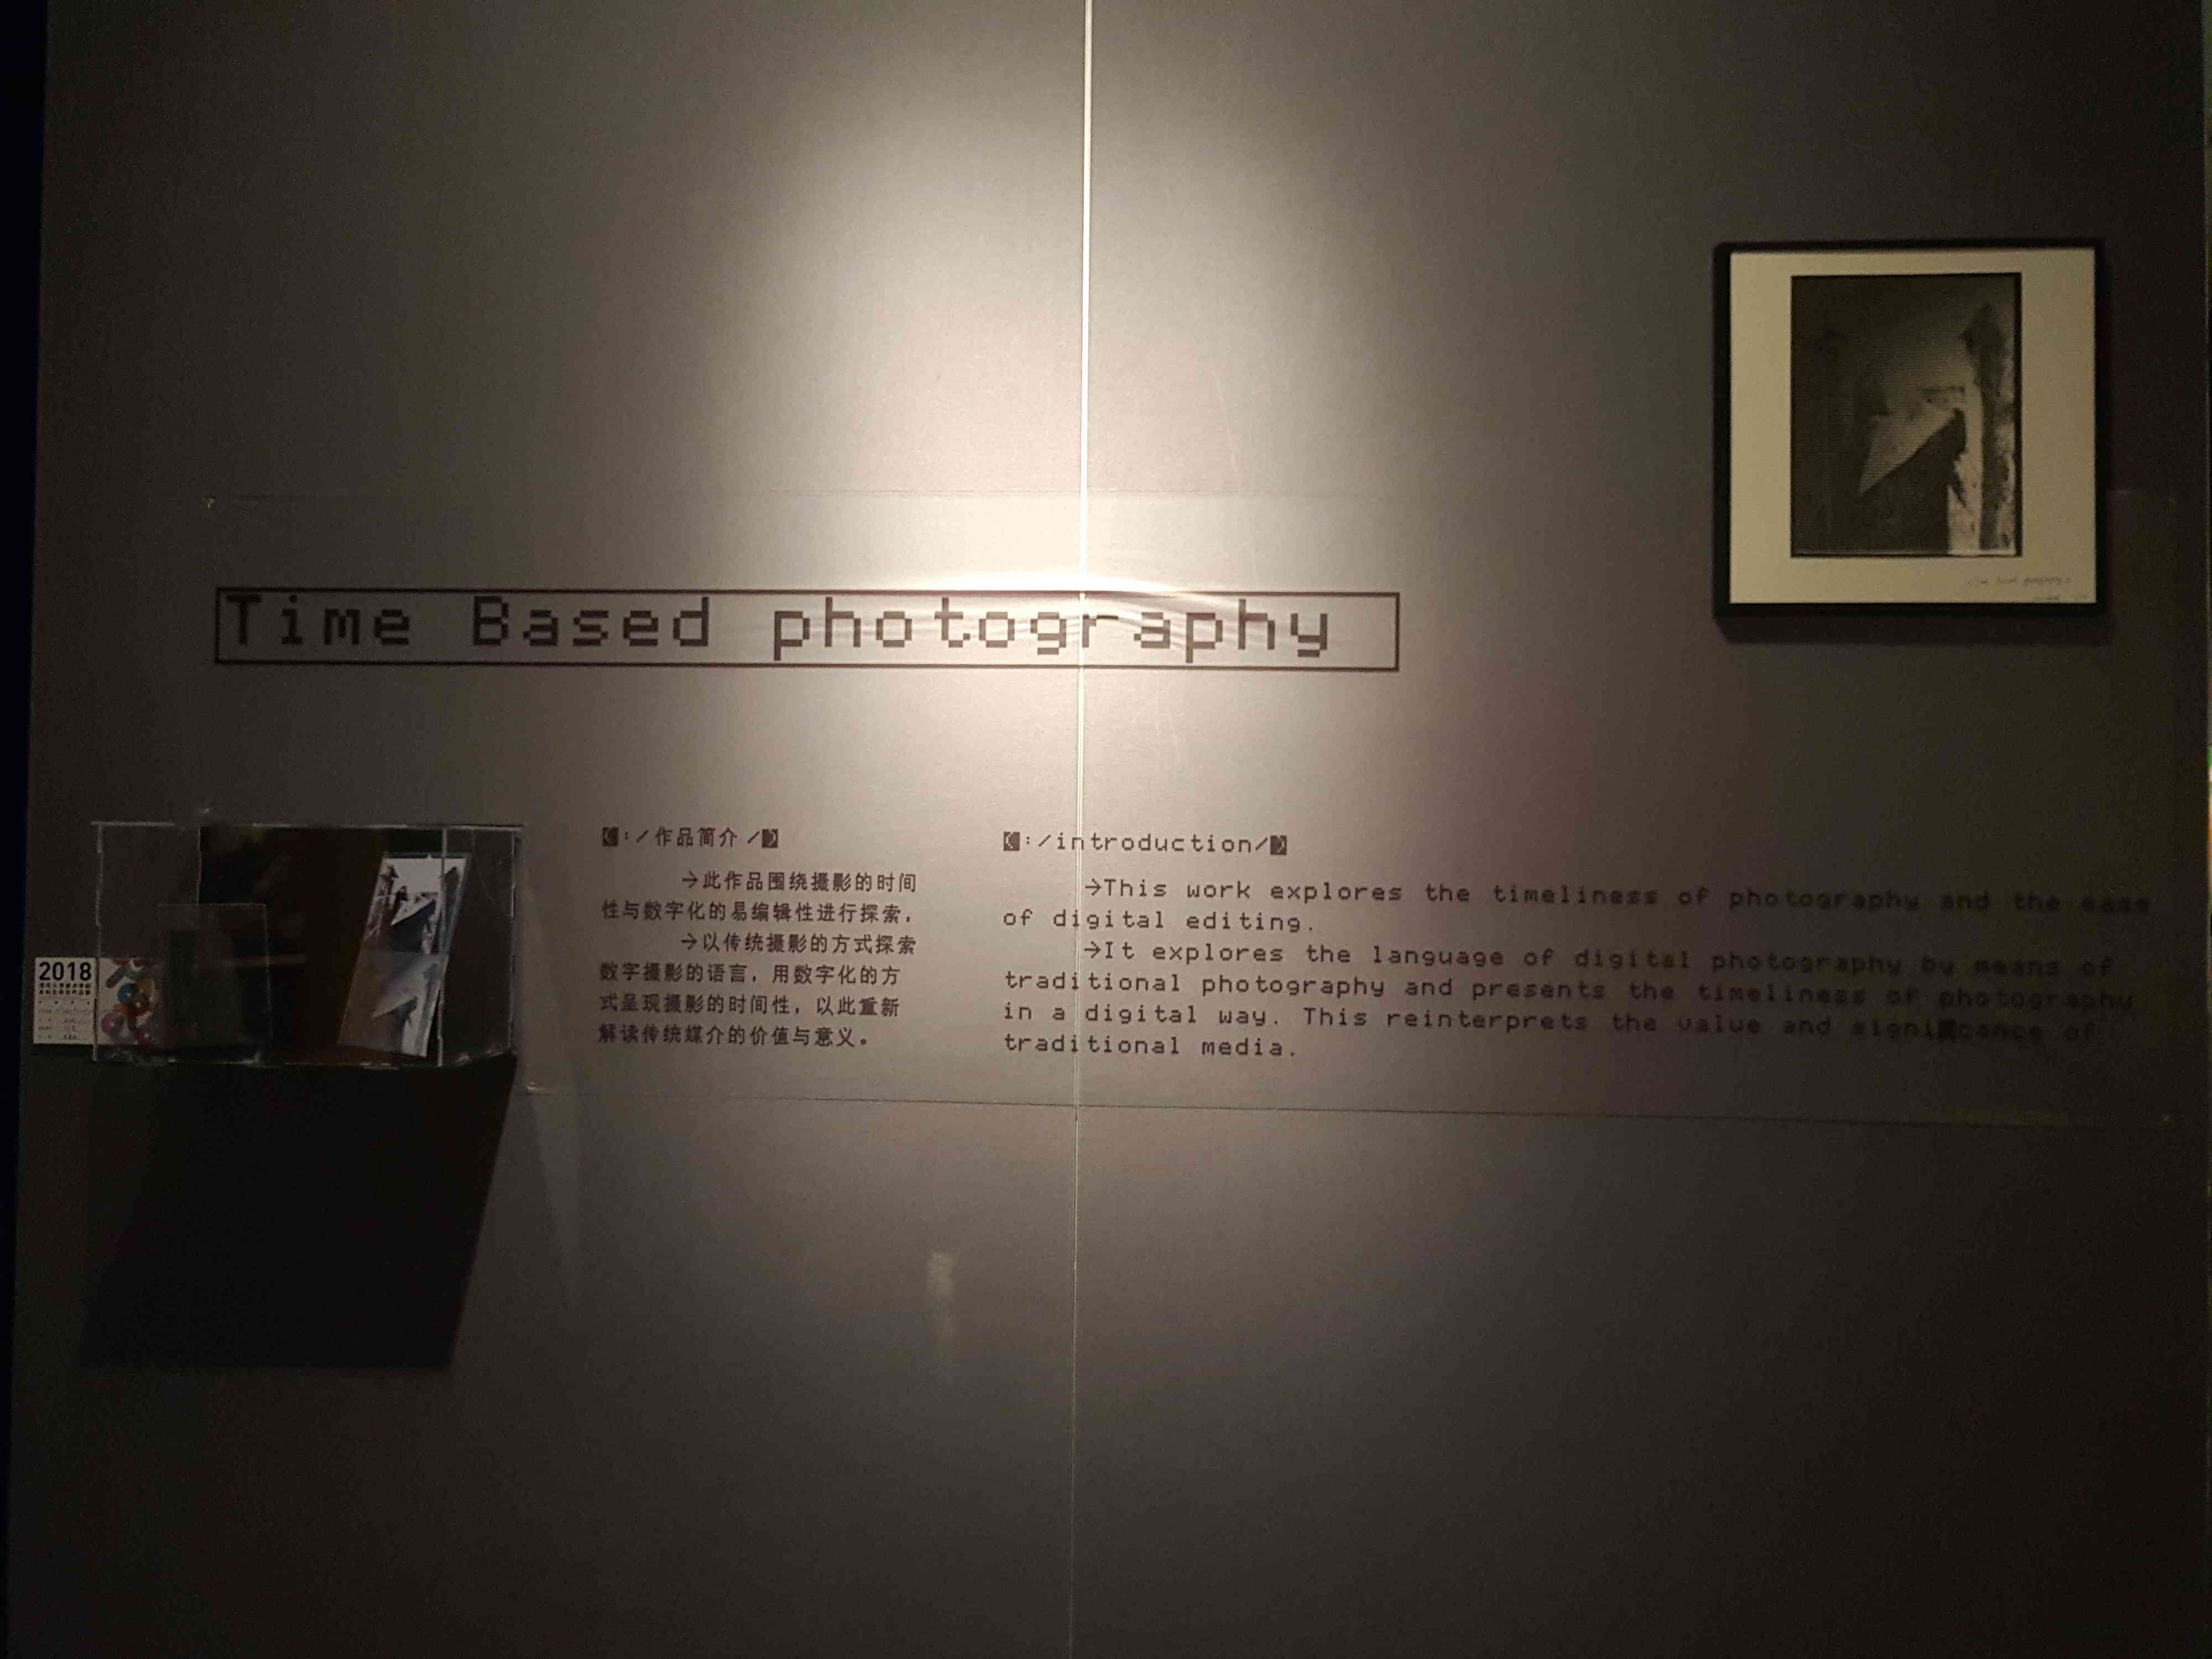 Time Based photography
【:/作品简介/】
→此作品围绕摄影的时间
性与数字化的易编辑性进行探索，
→以传统摄影的方式探索
数字摄影的语言，用数字化的方
式呈现摄影的时间性，以此重新
解读传统媒介的价值与意义。
【:/introduction/】
→This work explores the timeliness of photography and the ease
of digital editing.
→It explores the language of digital photography by means of
traditional photography and presents the timeliness of photography
in a digital way. This reinterprets the value and signi▯cance of
traditional media.
2018